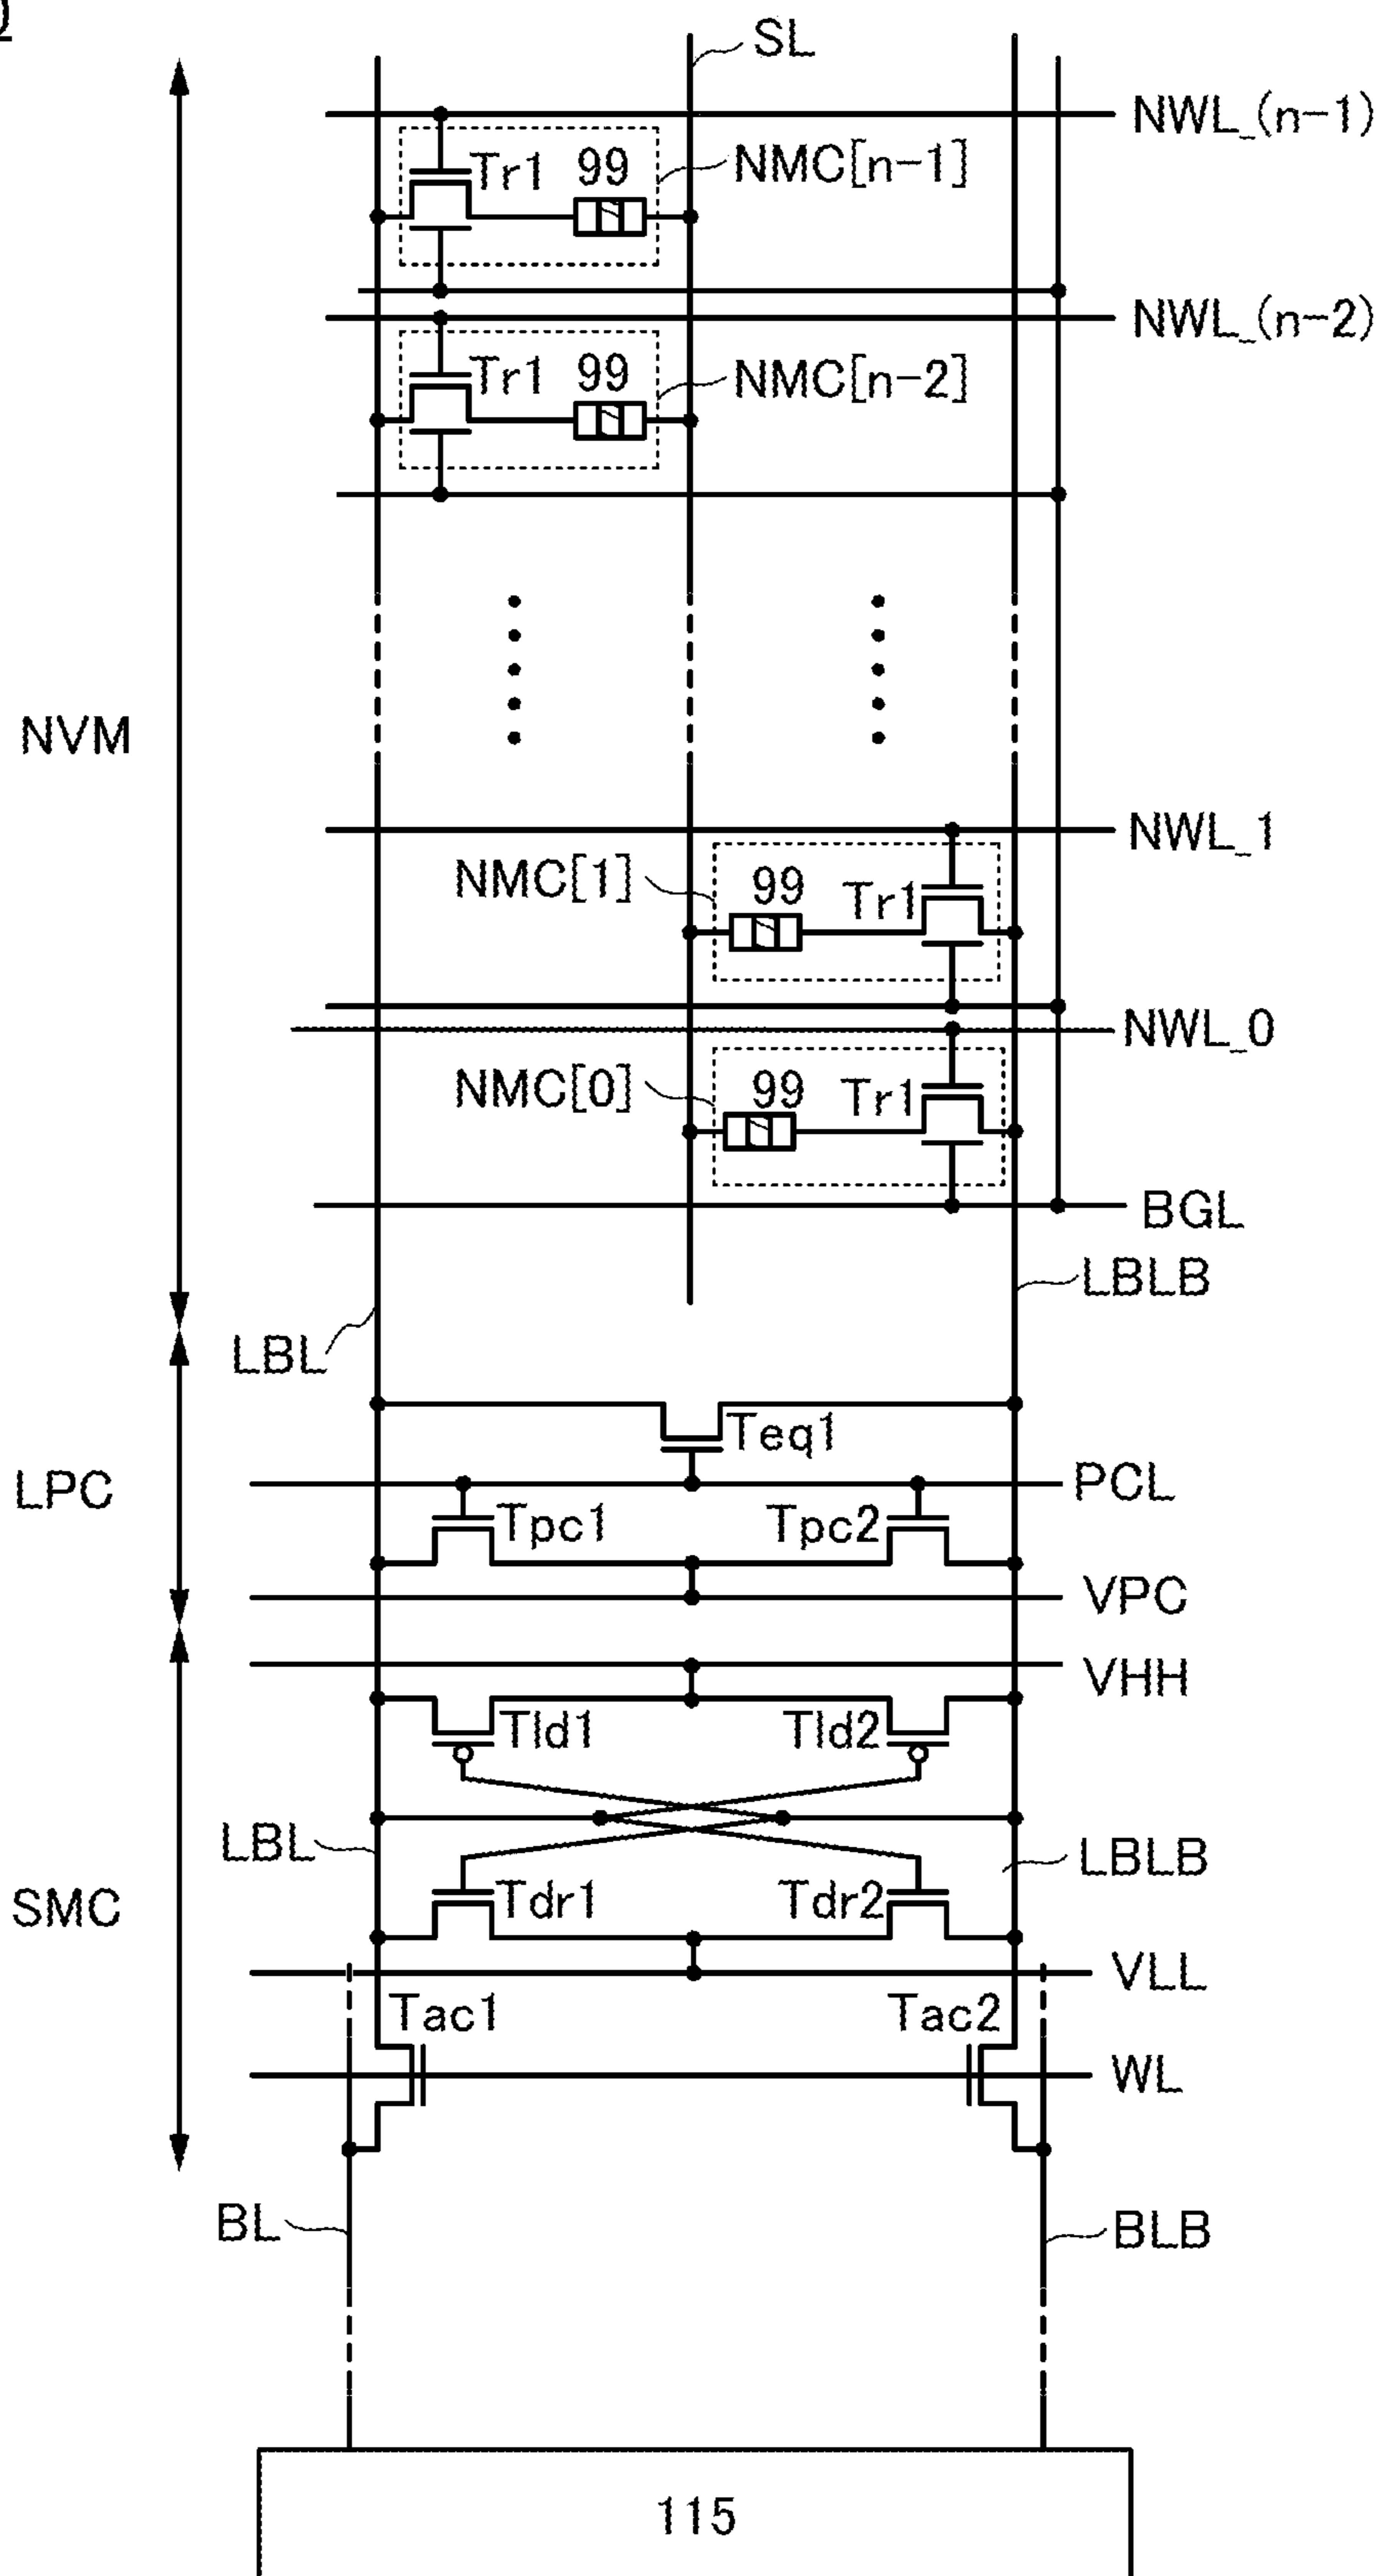 SL
NWL_(n-1)
Tr1 99 NMC[n-1]
NWL_(n-2)
Tr1 99 NMC[n-2]
NVM
NWL_1
NMC[1] 99 Tr1
NWL_0
NMC[0] 99 Tr1
BGL
LBLB
LBL
Teq1
LPC
PCL
Tpc1 Tpc2
VPC
VHH
Tld1 Tld2
LBL LBLB
SMC
Tdr1 Tdr2
VLL
Tac1 Tac2
WL
BL BLB
115